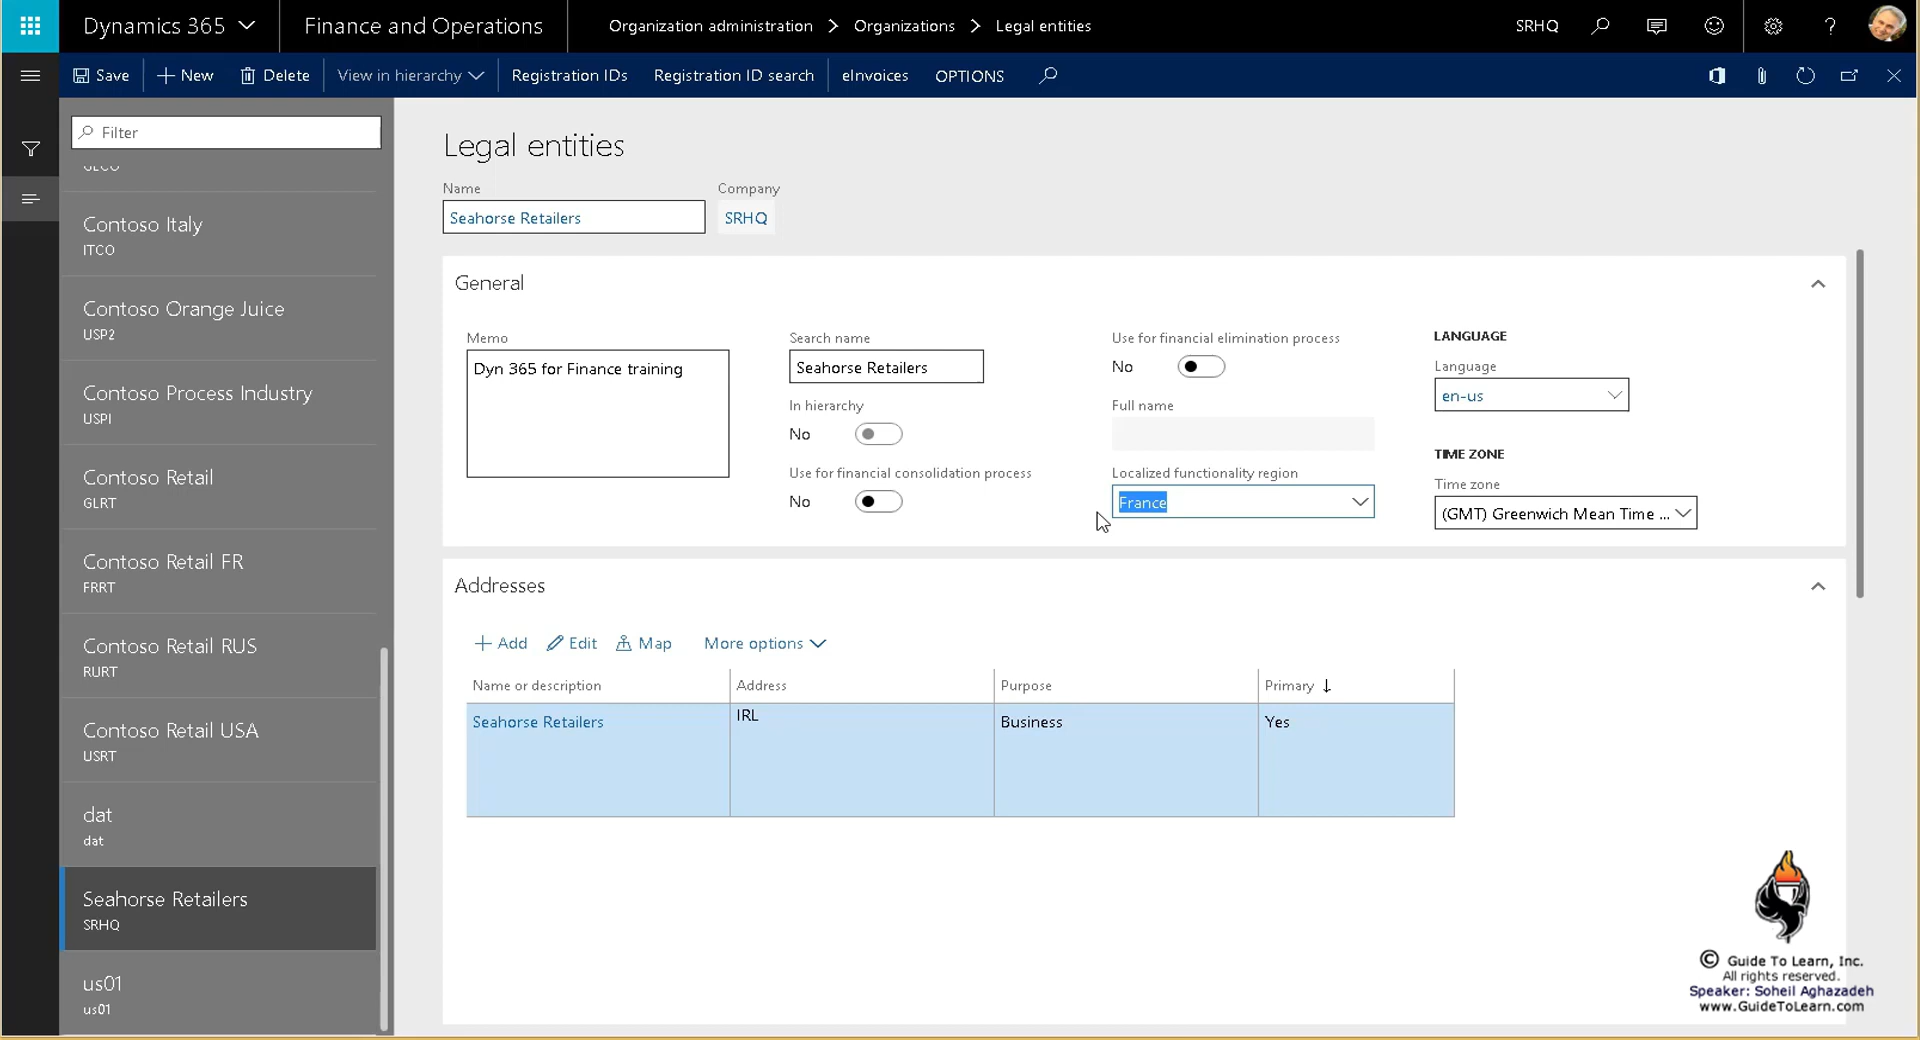 Dynamics 365
Finance and Operations
Organization administration > Organizations > Legal entities
SRHQ
?
Save
New
Delete
View in hierarchy
Registration IDs
Registration ID search
eInvoices
OPTIONS
Filter
Contoso Italy
ITCO
Contoso Orange Juice
USP2
Contoso Process Industry
USPI
Contoso Retail
GLRT
Contoso Retail FR
FRRT
Contoso Retail RUS
RURT
Contoso Retail USA
USRT
dat
dat
Seahorse Retailers
SRHQ
us01
us01
Legal entities
Name
Company
Seahorse Retailers
SRHQ
General
Memo
Dyn 365 for Finance training
Search name
Seahorse Retailers
In hierarchy
No
Use for financial consolidation process
No
Use for financial elimination process
No
Full name
Localized functionality region
France
LANGUAGE
Language
en-us
TIME ZONE
Time zone
(GMT) Greenwich Mean Time ...
Addresses
Add
Edit
Map
More options
Name or description
Address
Purpose
Primary
Seahorse Retailers
IRL
Business
Yes
© Guide To Learn, Inc.
All rights reserved.
Speaker: Soheil Aghazadeh
www.GuideToLearn.com